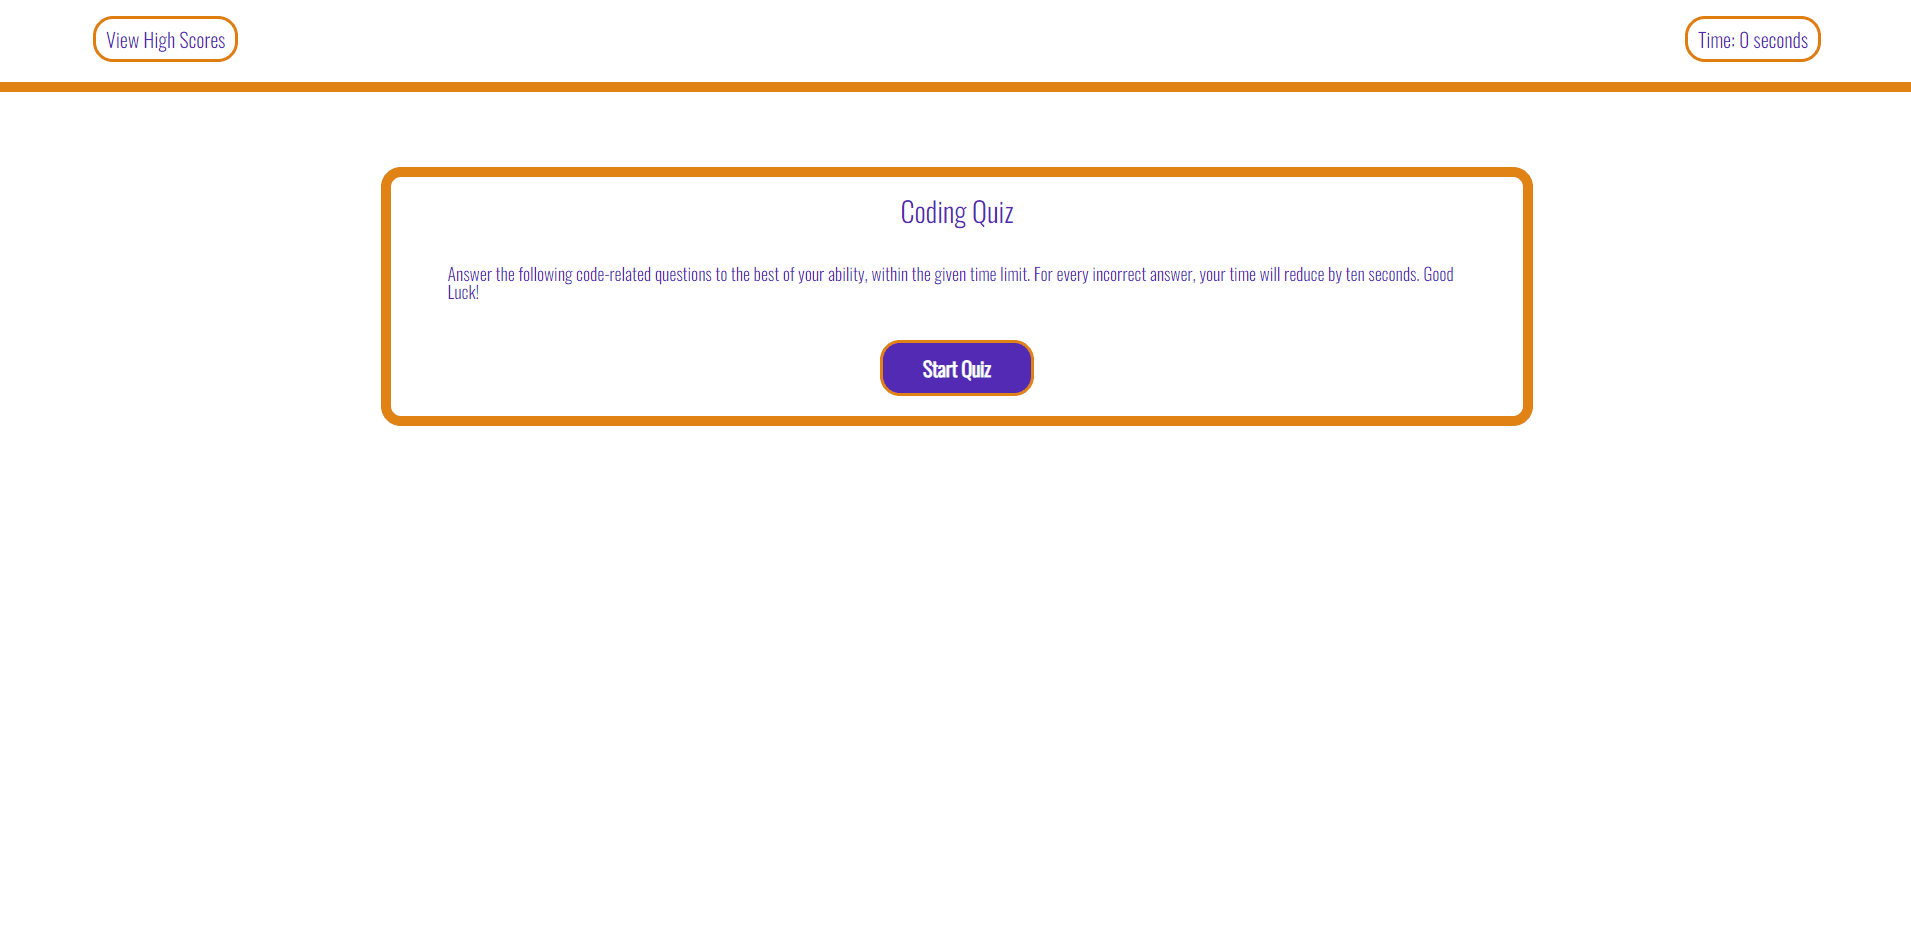 View High Scores
Time: 0 seconds
Coding Quiz
Answer the following code-related questions to the best of your ability, within the given time limit. For every incorrect answer, your time will reduce by ten seconds. Good
Luck!
Start Quiz